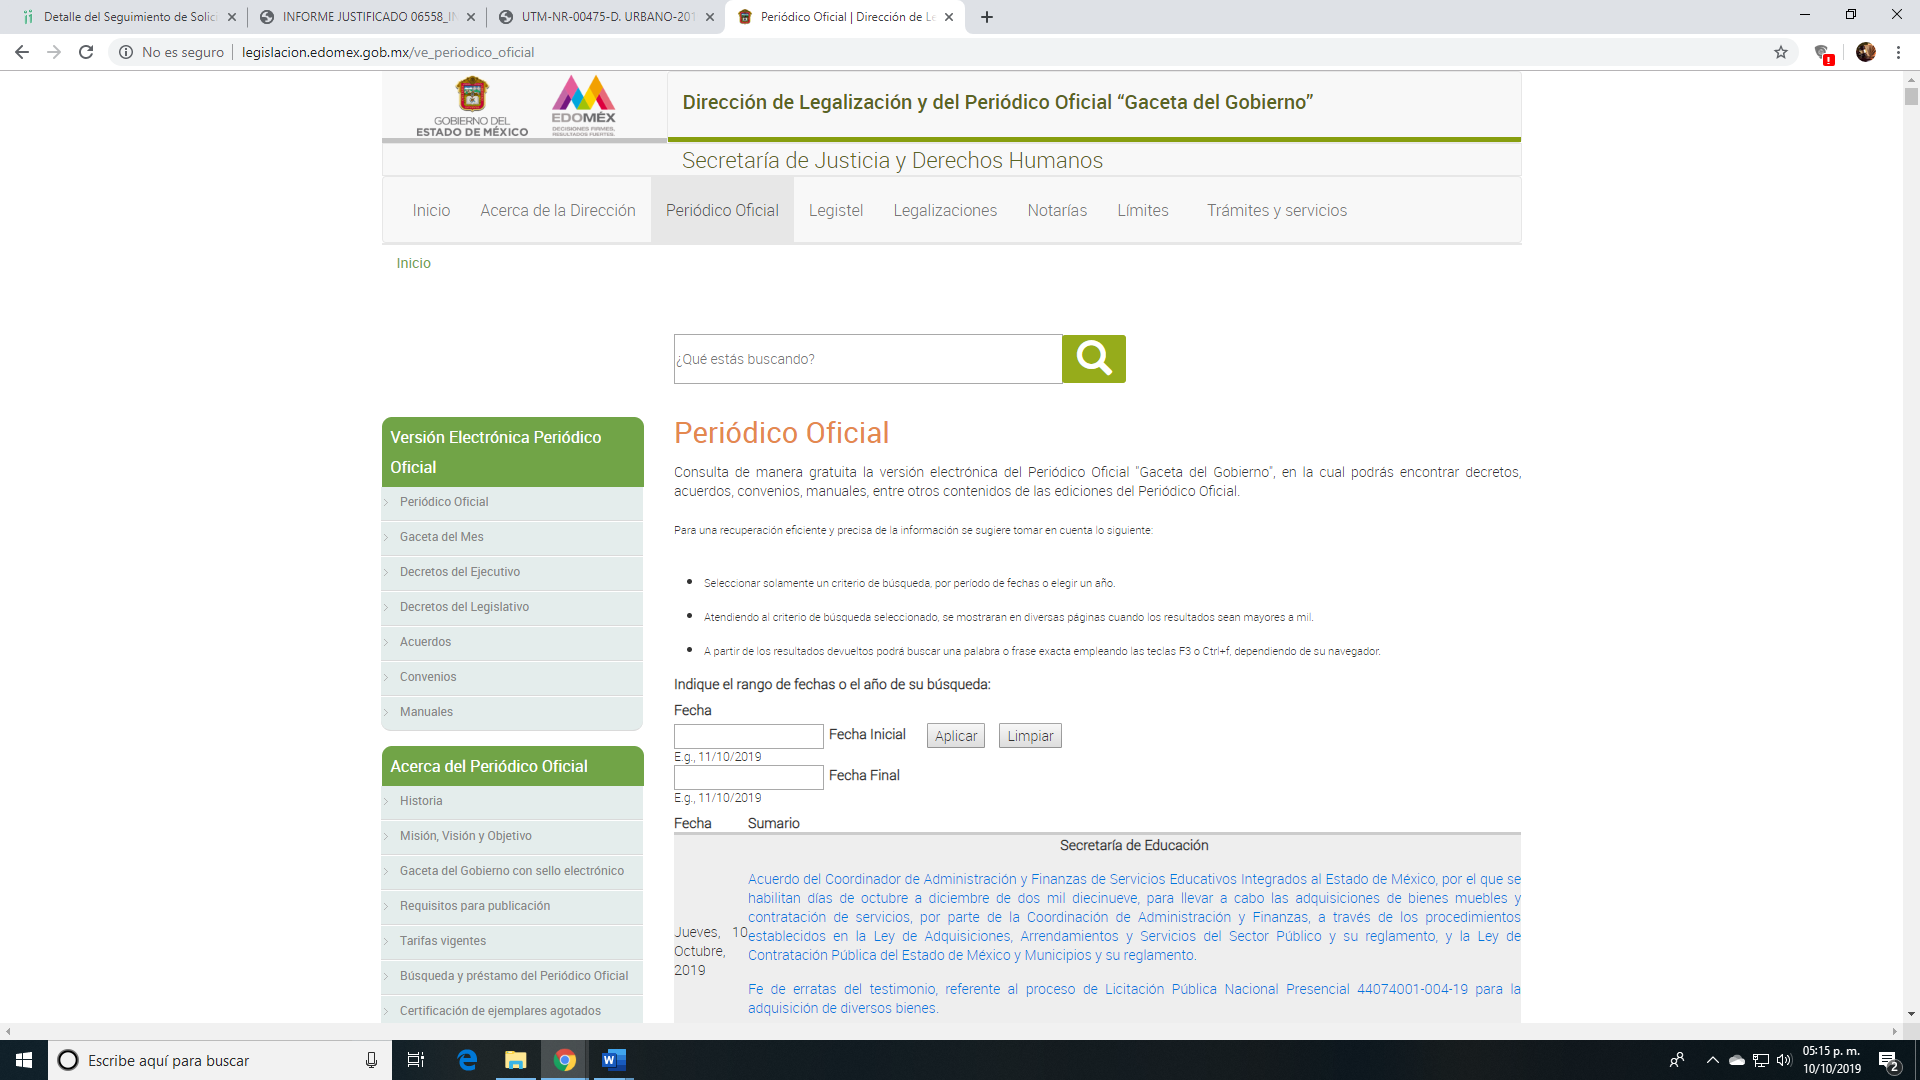 Detalle del Seguimiento de Solici
INFORME JUSTIFICADO 06558_IN
UTM-NR-00475-D. URBANO-201
Periódico Oficial | Dirección de Le
No es seguro
legislacion.edomex.gob.mx/ve_periodico_oficial
GOBIERNO DEL
ESTADO DE MÉXICO
EDOMÉX
DECISIONES FIRMES,
RESULTADOS FUERTES.
Dirección de Legalización y del Periódico Oficial “Gaceta del Gobierno”
Secretaría de Justicia y Derechos Humanos
Inicio
Acerca de la Dirección
Periódico Oficial
Legistel
Legalizaciones
Notarías
Límites
Trámites y servicios
Inicio
¿Qué estás buscando?
Versión Electrónica Periódico
Oficial
Periódico Oficial
Gaceta del Mes
Decretos del Ejecutivo
Decretos del Legislativo
Acuerdos
Convenios
Manuales
Acerca del Periódico Oficial
Historia
Misión, Visión y Objetivo
Gaceta del Gobierno con sello electrónico
Requisitos para publicación
Tarifas vigentes
Búsqueda y préstamo del Periódico Oficial
Certificación de ejemplares agotados
Periódico Oficial
Consulta de manera gratuita la versión electrónica del Periódico Oficial "Gaceta del Gobierno", en la cual podrás encontrar decretos,
acuerdos, convenios, manuales, entre otros contenidos de las ediciones del Periódico Oficial.
Para una recuperación eficiente y precisa de la información se sugiere tomar en cuenta lo siguiente:
Seleccionar solamente un criterio de búsqueda, por período de fechas o elegir un año.
Atendiendo al criterio de búsqueda seleccionado, se mostraran en diversas páginas cuando los resultados sean mayores a mil.
A partir de los resultados devueltos podrá buscar una palabra o frase exacta empleando las teclas F3 o Ctrl+f, dependiendo de su navegador.
Indique el rango de fechas o el año de su búsqueda:
Fecha
Fecha Inicial
Aplicar
Limpiar
E.g., 11/10/2019
Fecha Final
E.g., 11/10/2019
Fecha
Sumario
Secretaría de Educación
Jueves, 10
Octubre,
2019
Acuerdo del Coordinador de Administración y Finanzas de Servicios Educativos Integrados al Estado de México, por el que se
habilitan días de octubre a diciembre de dos mil diecinueve, para llevar a cabo las adquisiciones de bienes muebles y
contratación de servicios, por parte de la Coordinación de Administración y Finanzas, a través de los procedimientos
establecidos en la Ley de Adquisiciones, Arrendamientos y Servicios del Sector Público y su reglamento, y la Ley de
Contratación Pública del Estado de México y Municipios y su reglamento.
Fe de erratas del testimonio, referente al proceso de Licitación Pública Nacional Presencial 44074001-004-19 para la
adquisición de diversos bienes.
Escribe aquí para buscar
05:15 p. m.
10/10/2019
2